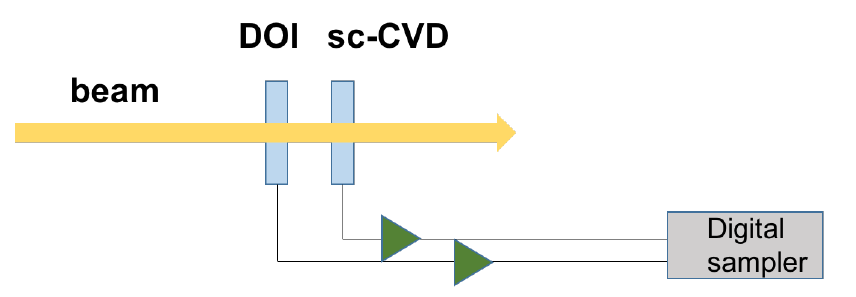 DOI sc-CVD
beam
Digital
sampler